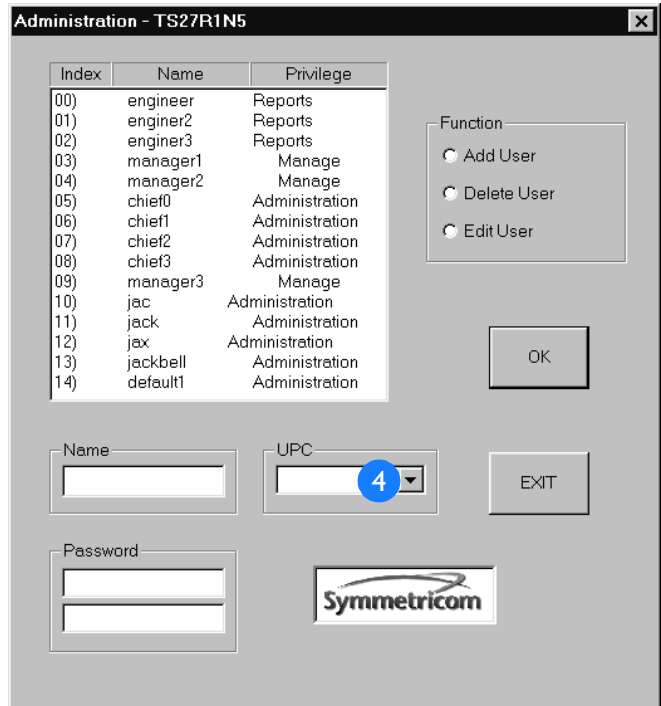 Administration - TS27R1N5
Index Name Privilege
00) engineer Reports
01) enginer2 Reports
02) enginer3 Reports
03) manager1 Manage
04) manager2 Manage
05) chief0 Administration
06) chief1 Administration
07) chief2 Administration
08) chief3 Administration
09) manager3 Manage
10) jac Administration
11) jack Administration
12) jax Administration
13) jackbell Administration
14) default1 Administration
Function
Add User
Delete User
Edit User
OK
Name
UPC
4
EXIT
Password
Symmetricom